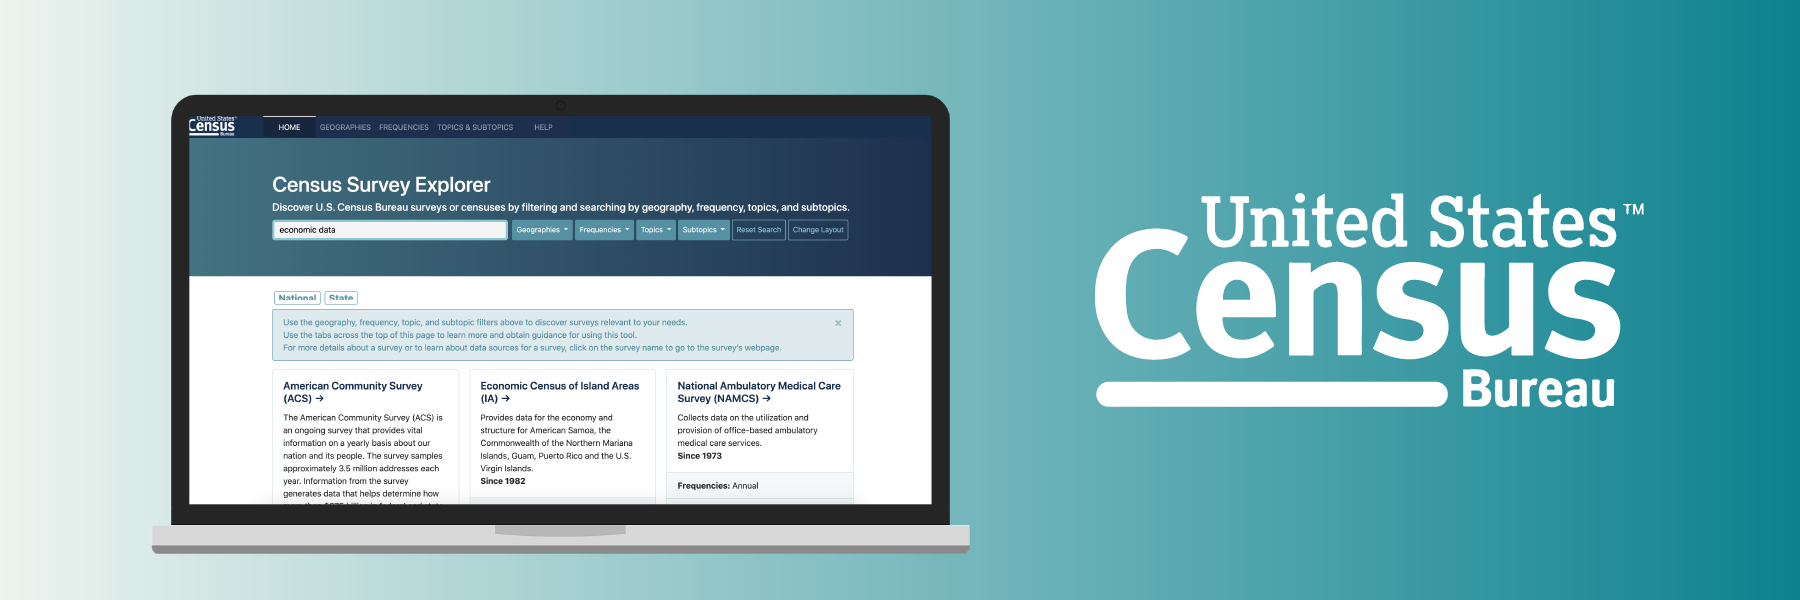 United States
Census
Bureau
HOME GEOGRAPHIES FREQUENCIES TOPICS & SUBTOPICS HELP
Census Survey Explorer
Discover U.S. Census Bureau surveys or censuses by filtering and searching by geography, frequency, topics, and subtopics.
economic data Geographies Frequencies Topics Subtopics Reset Search Change Layout
National State
Use the geography, frequency, topic, and subtopic filters above to discover surveys relevant to your needs. ×
Use the tabs across the top of this page to learn more and obtain guidance for using this tool.
For more details about a survey or to learn about data sources for a survey, click on the survey name to go to the survey's webpage.
American Community Survey
(ACS) →
The American Community Survey (ACS) is
an ongoing survey that provides vital
information on a yearly basis about our
nation and its people. The survey samples
approximately 3.5 million addresses each
year. Information from the survey
generates data that helps determine how
Economic Census of Island Areas
(IA) →
Provides data for the economy and
structure for American Samoa, the
Commonwealth of the Northern Mariana
Islands, Guam, Puerto Rico and the U.S.
Virgin Islands.
Since 1982
National Ambulatory Medical Care
Survey (NAMCS) →
Collects data on the utilization and
provision of office-based ambulatory
medical care services.
Since 1973
Frequencies: Annual
United States™
Census
Bureau